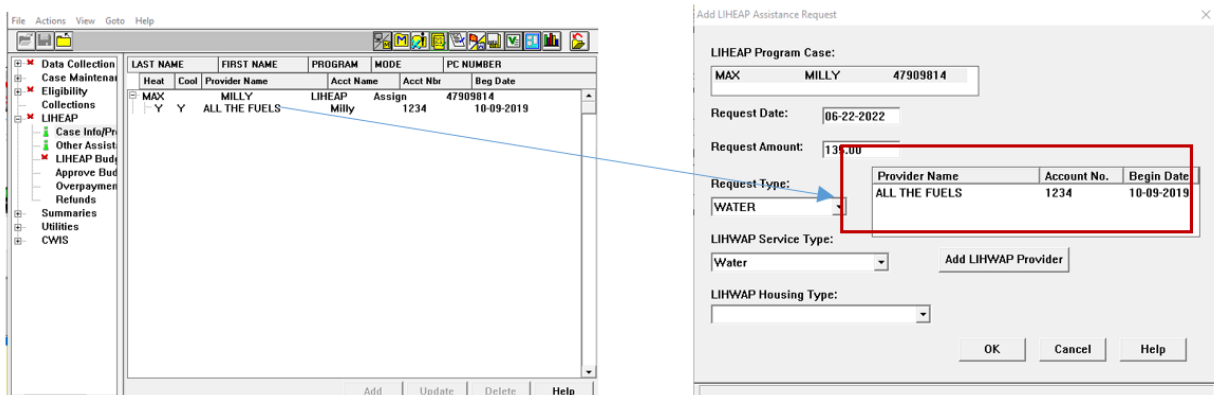 File Actions View Goto Help
Data Collection
Case Maintenan
Eligibility
Collections
LIHEAP
Case Info/Pr
Other Assist
LIHEAP Budg
Approve Bud
Overpaymen
Refunds
Summaries
Utilities
CWIS
LAST NAME FIRST NAME PROGRAM MODE PC NUMBER
Heat Cool Provider Name Acct Name Acct Nbr Beg Date
MAX MILLY LIHEAP Assign 47909814
Y Y ALL THE FUELS Milly 1234 10-09-2019
Add Update Delete Help
Add LIHEAP Assistance Request
LIHEAP Program Case:
MAX MILLY 47909814
Request Date: 06-22-2022
Request Amount: 135.00
Request Type:
WATER
Provider Name Account No. Begin Date
ALL THE FUELS 1234 10-09-2019
LIHWAP Service Type:
Water
Add LIHWAP Provider
LIHWAP Housing Type:
OK Cancel Help